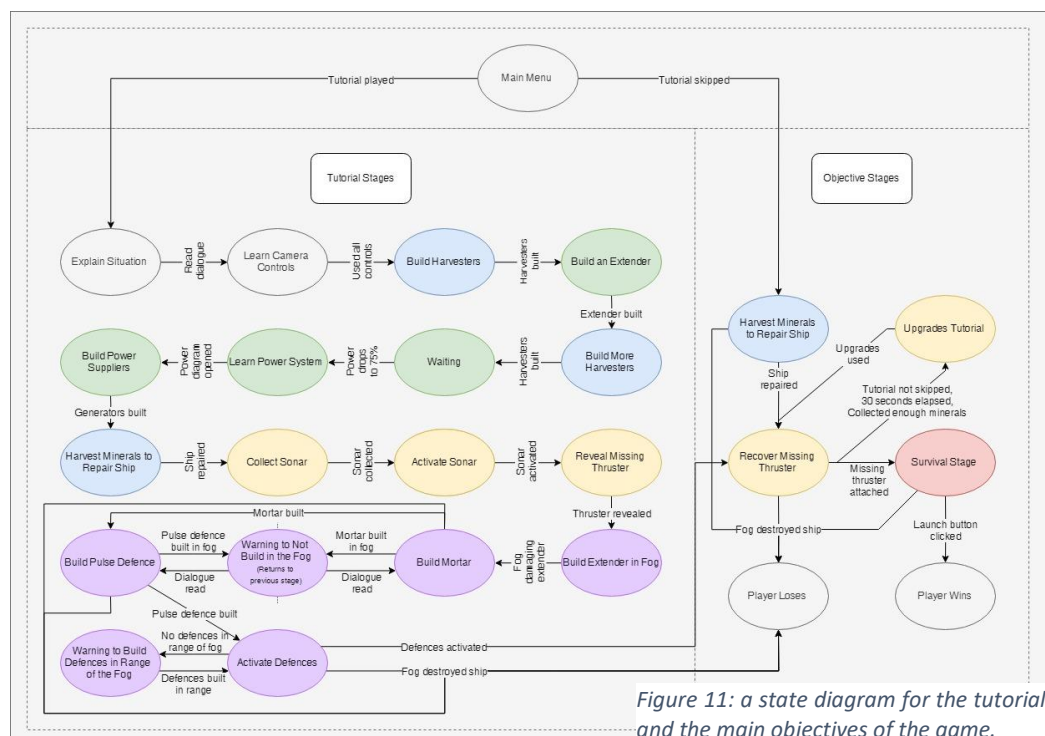 Main Menu
Tutorial played
Tutorial skipped
Tutorial Stages
Objective Stages
Explain Situation
Read
dialogue
Learn Camera
Controls
Used all
controls
Build Harvesters
Harvesters
built
Build an Extender
Extender built
Build Power
Suppliers
Power
diagram
opened
Learn Power System
Power
drops
to 75%
Waiting
Harvesters
built
Build More
Harvesters
Generators built
Harvest Minerals to
Repair Ship
Ship
repaired
Collect Sonar
Sonar
collected
Activate Sonar
Sonar
activated
Reveal Missing
Thruster
Thruster revealed
Mortar built
Build Pulse Defence
Pulse defence
built in fog
Dialogue
read
Warning to Not
Build in the Fog
(Returns to
previous stage)
Mortar built
in fog
Dialogue
read
Build Mortar
Fog
damaging
extender
Build Extender in Fog
Pulse defence built
Warning to Build
Defences in Range
of the Fog
No defences in
range of fog
Defences built
in range
Activate Defences
Defences activated
Fog destroyed ship
Harvest Minerals
to Repair Ship
Upgrades Tutorial
Ship
repaired
Upgrades
used
Tutorial not skipped,
30 seconds elapsed,
Collected enough minerals
Recover Missing
Thruster
Missing
thruster
attached
Survival Stage
Fog destroyed ship
Launch button
clicked
Player Loses
Player Wins
Figure 11: a state diagram for the tutorial
and the main objectives of the game.